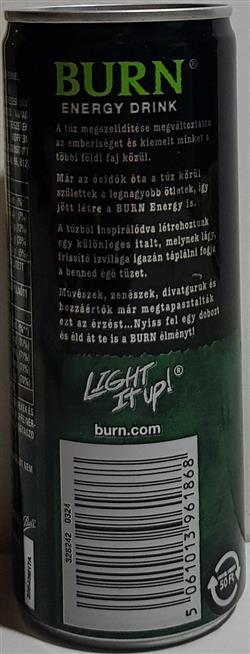 BURN®
ENERGY DRINK
A tűz megszelídítése megváltoztatta
az emberiséget és kiemelt minket a
többi földi faj közül.
Már az ősidők óta a tűz körül
születtek a legnagyobb ötletek, így
jött létre a BURN Energy is.
A tűzből inspirálódva létrehoztunk
egy különleges italt, melynek lágy,
frissítő ízvilága igazán táplálni fogja
a benned égő tüzet.
Művészek, zenészek, divatguruk és
hozzáértők már megtapasztalták
ezt az érzést...Nyiss fel egy dobozt
és éld át te is a BURN élményt!
LIGHT
IT UP!®
burn.com
328242 0324
5 061013 961868
50 Ft
Ball